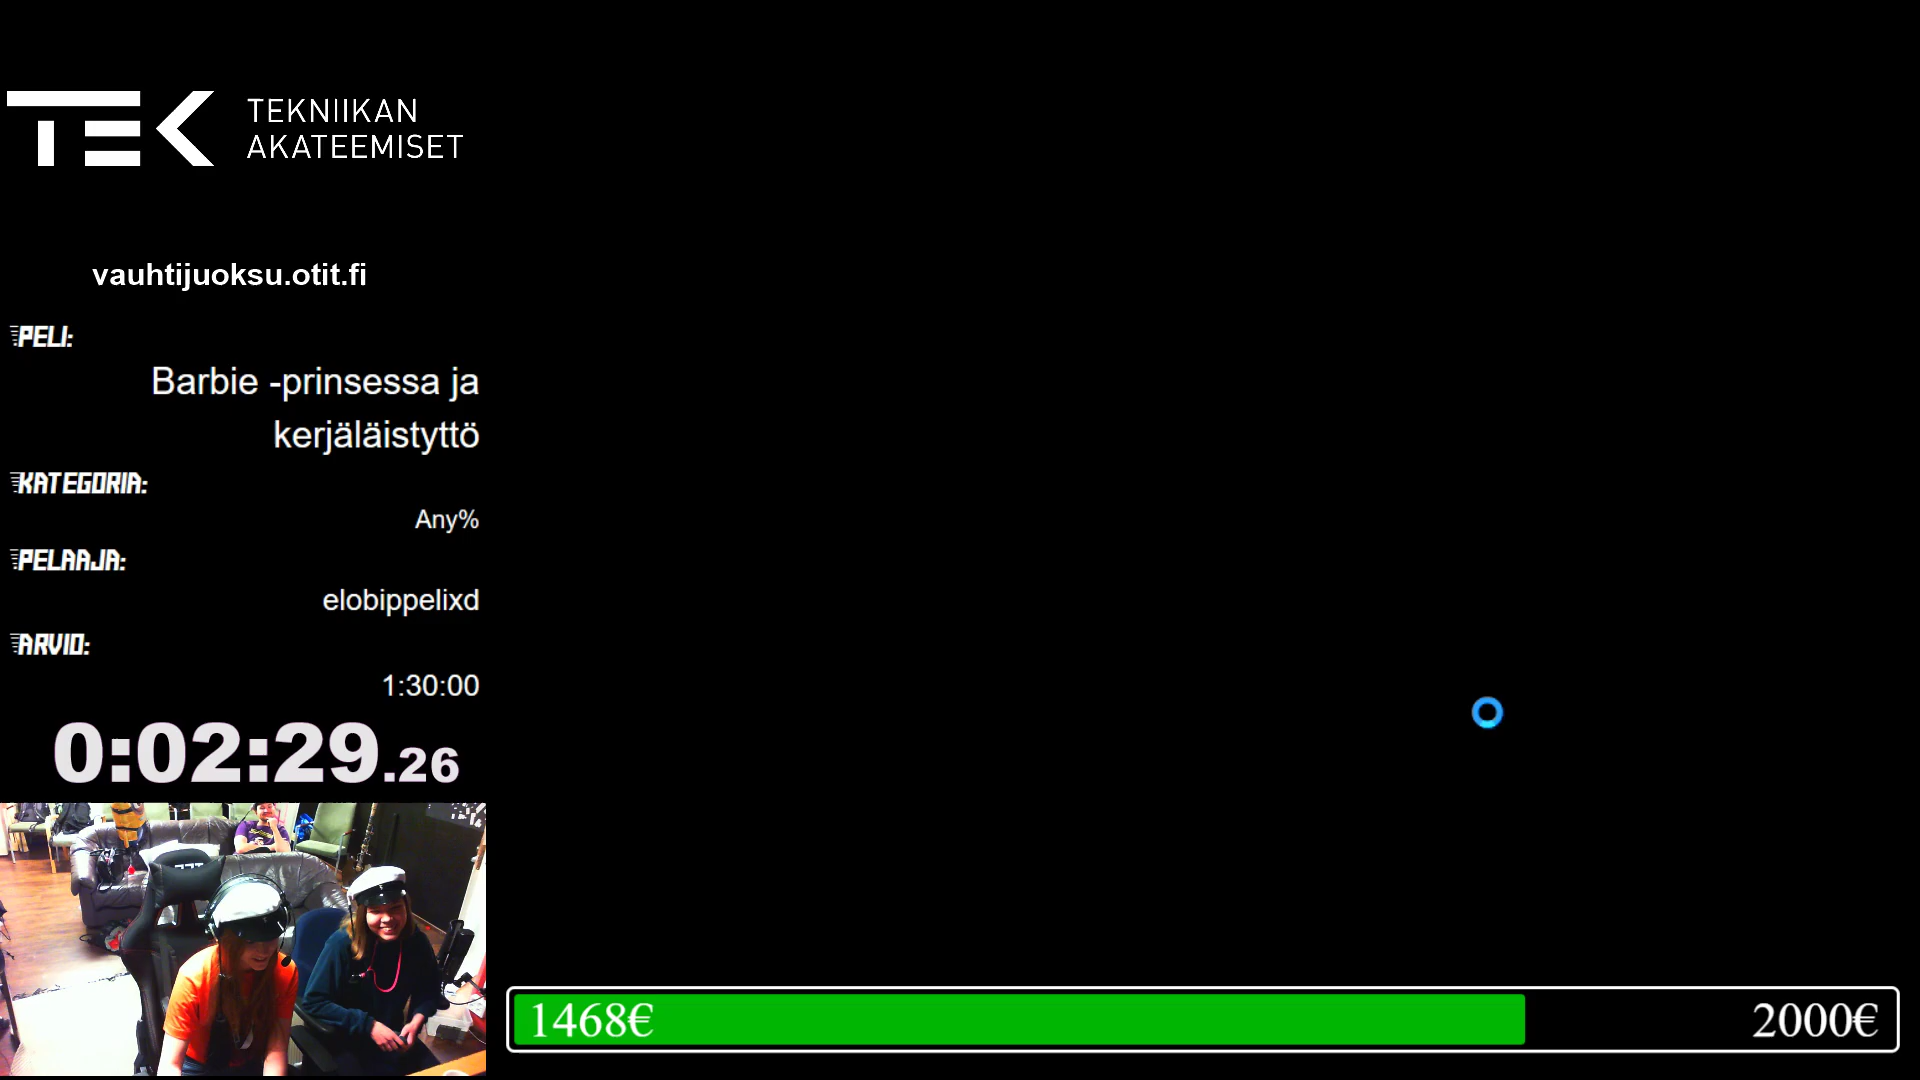 TEK
TEKNIIKAN
AKATEEMISET
vauhtijuoksu.otit.fi
PELI:
Barbie -prinsessa ja
kerjäläistyttö
KATEGORIA:
Any%
PELAAJA:
elobippelixd
ARVIO:
1:30:00
0:02:29.26
1468€
2000€